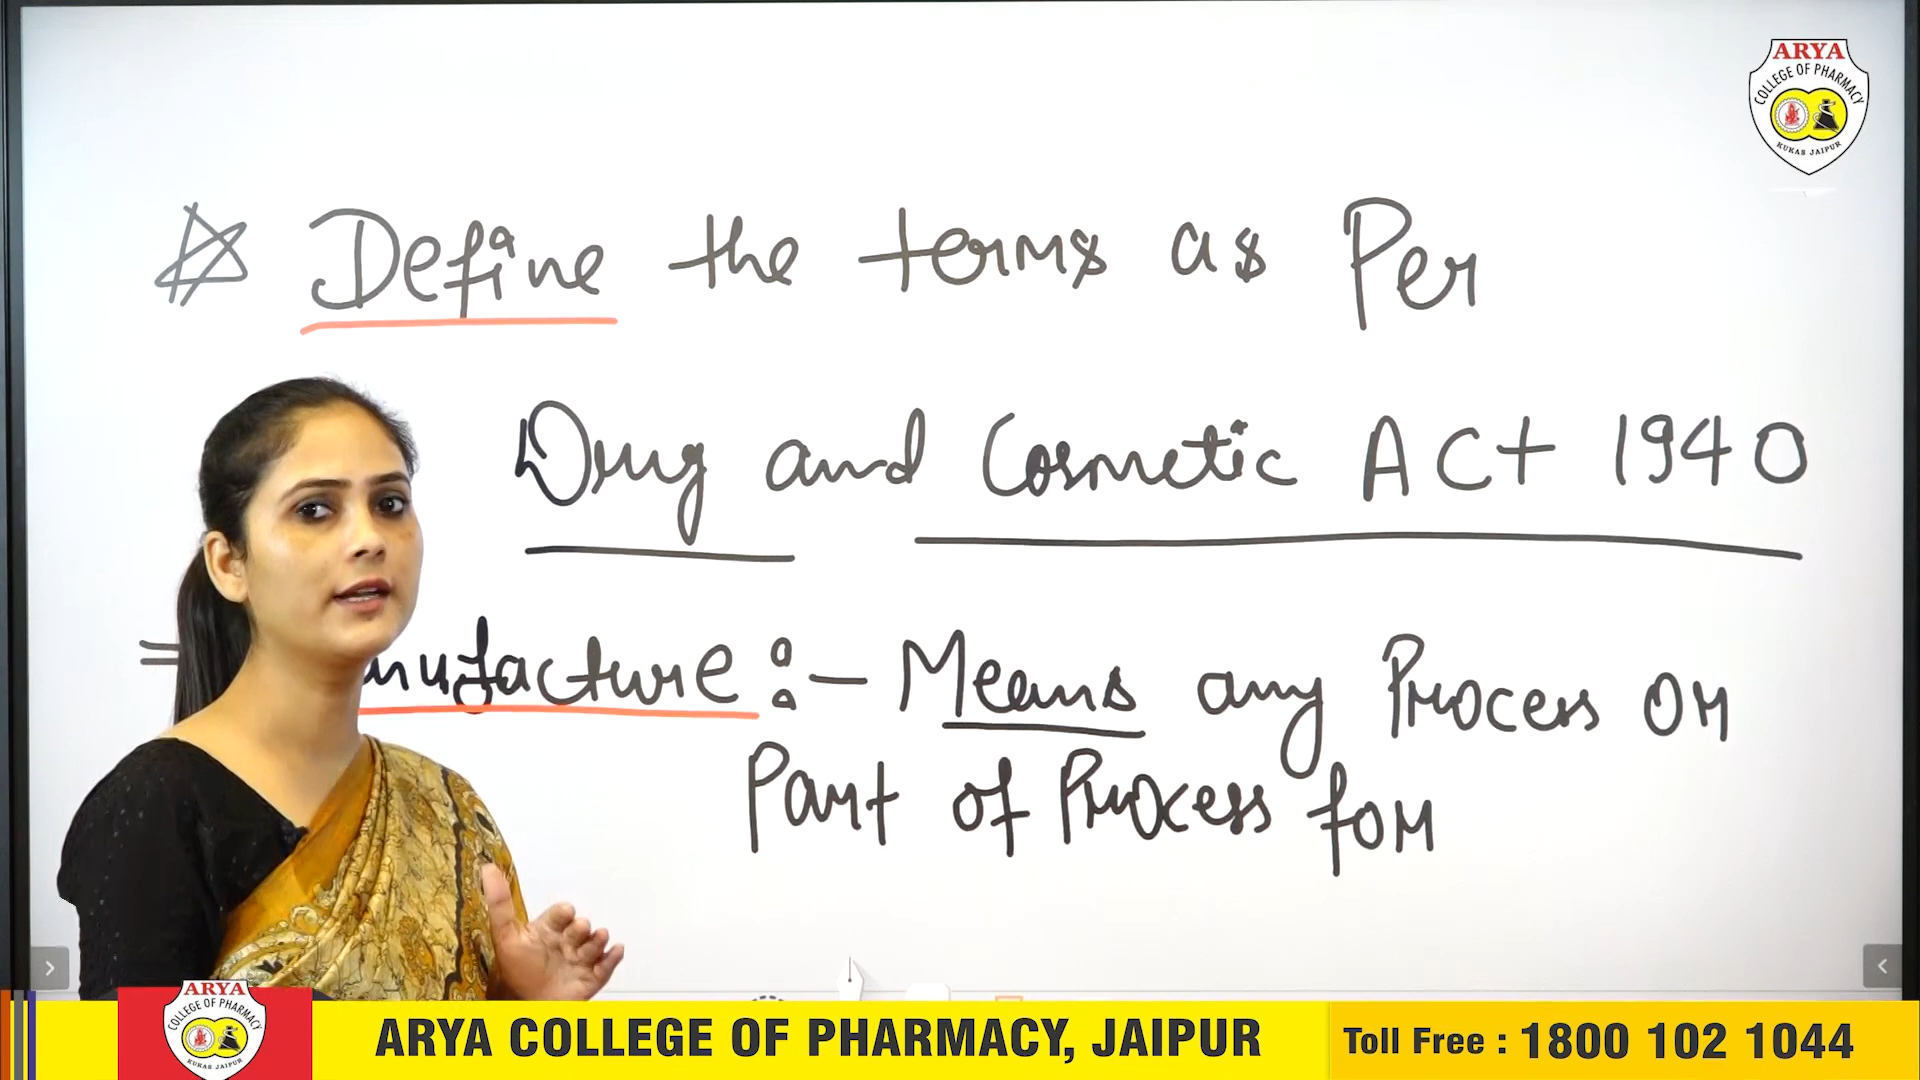 ARYA
COLLEGE OF PHARMACY
KUKAS JAIPUR
Define the terms as Per
Drug and Cosmetic ACt 1940
= nufacture :- Means any Process or
Part of Process for
ARYA
COLLEGE OF PHARMACY
KUKAS JAIPUR
ARYA COLLEGE OF PHARMACY, JAIPUR
Toll Free : 1800 102 1044